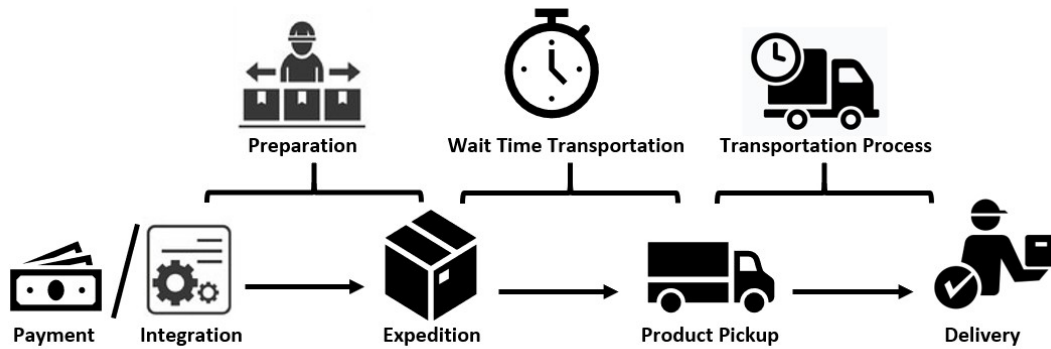 Preparation
Wait Time Transportation
Transportation Process
Payment
Integration
Expedition
Product Pickup
Delivery